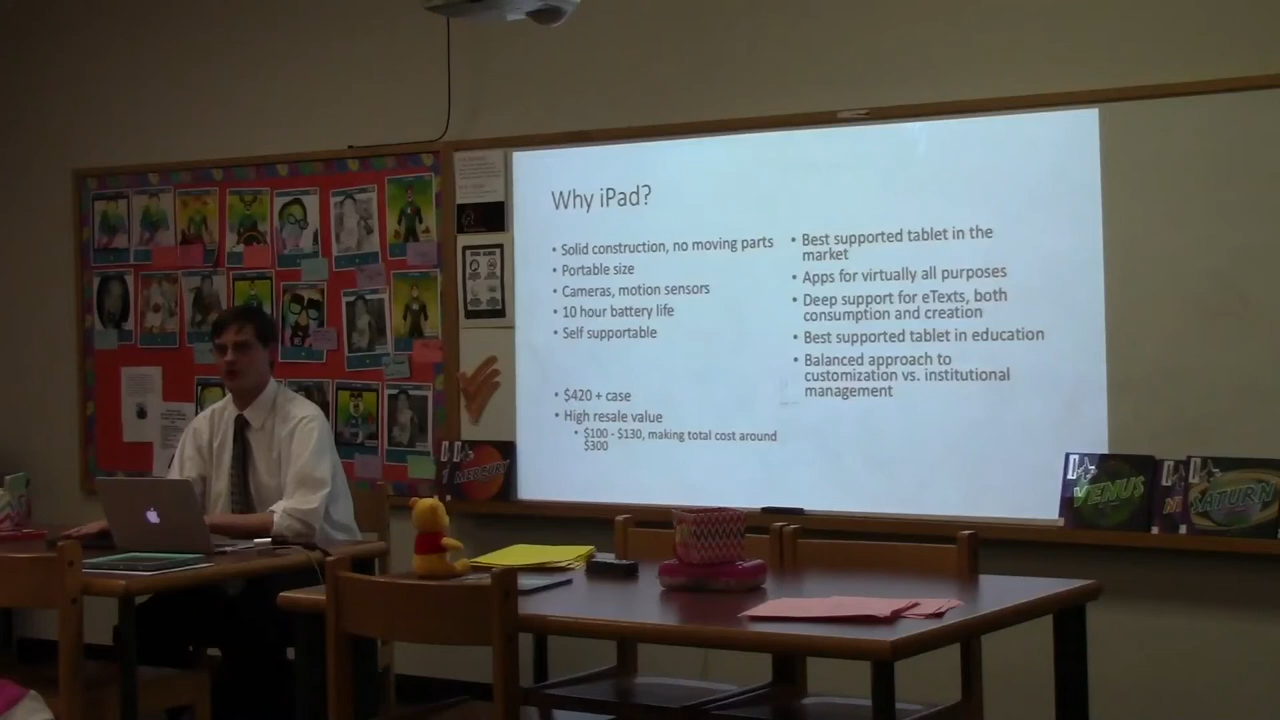 Why iPad?
• Solid construction, no moving parts
• Portable size
• Cameras, motion sensors
• 10 hour battery life
• Self supportable
• $420 + case
• High resale value
• $100 - $130, making total cost around
$300
• Best supported tablet in the
market
• Apps for virtually all purposes
• Deep support for eTexts, both
consumption and creation
• Best supported tablet in education
• Balanced approach to
customization vs. institutional
management
MERCURY
VENUS
SATURN